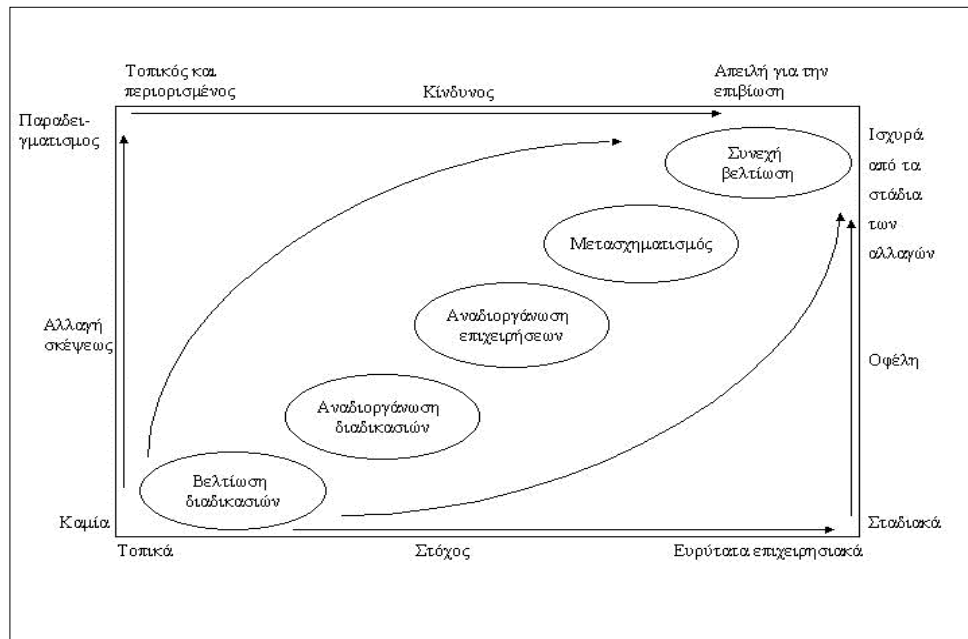 Τοπικός και
περιορισμένος
Κίνδυνος
Απειλή για την
επιβίωση
Παραδει-
γματισμος
Ισχυρά
από τα
στάδια
των
αλλαγών
Συνεχή
βελτίωση
Μετασχηματισμός
Αναδιοργάνωση
επιχειρήσεων
Αλλαγή
σκέψεως
Οφέλη
Αναδιοργάνωση
διαδικασιών
Βελτίωση
διαδικασιών
Καμία
Σταδιακά
Τοπικά
Στόχος
Ευρύτατα επιχειρησιακά